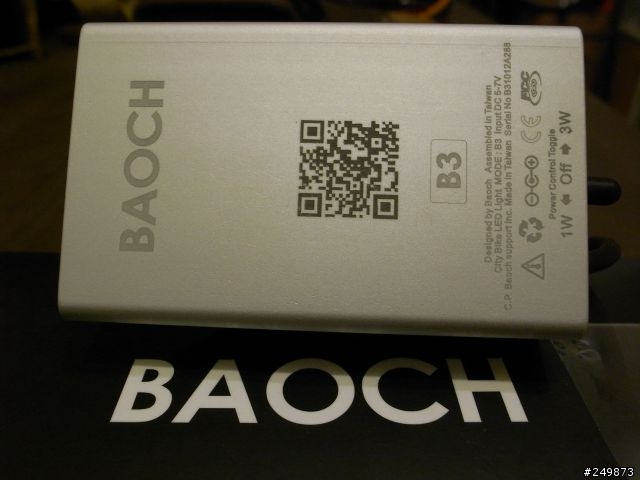 BAOCH
B3
Designed by Baoch Assembled in Taiwan
City Bike LED Light MODE : B3 Input DC 5-7V
C.P. Baoch support Inc. Made in Taiwan Serial No B31012A288
CE
Power Control Toggle
1W ← Off → 3W
BAOCH
#249873